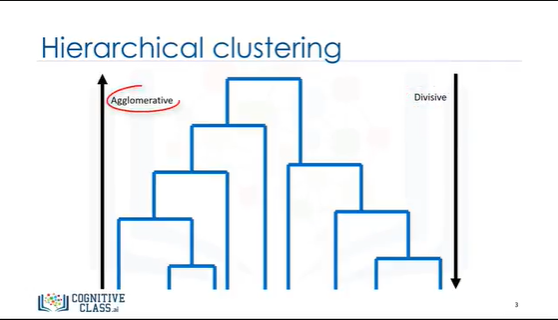 Hierarchical clustering
Agglomerative
Divisive
COGNITIVE
CLASS.ai
3